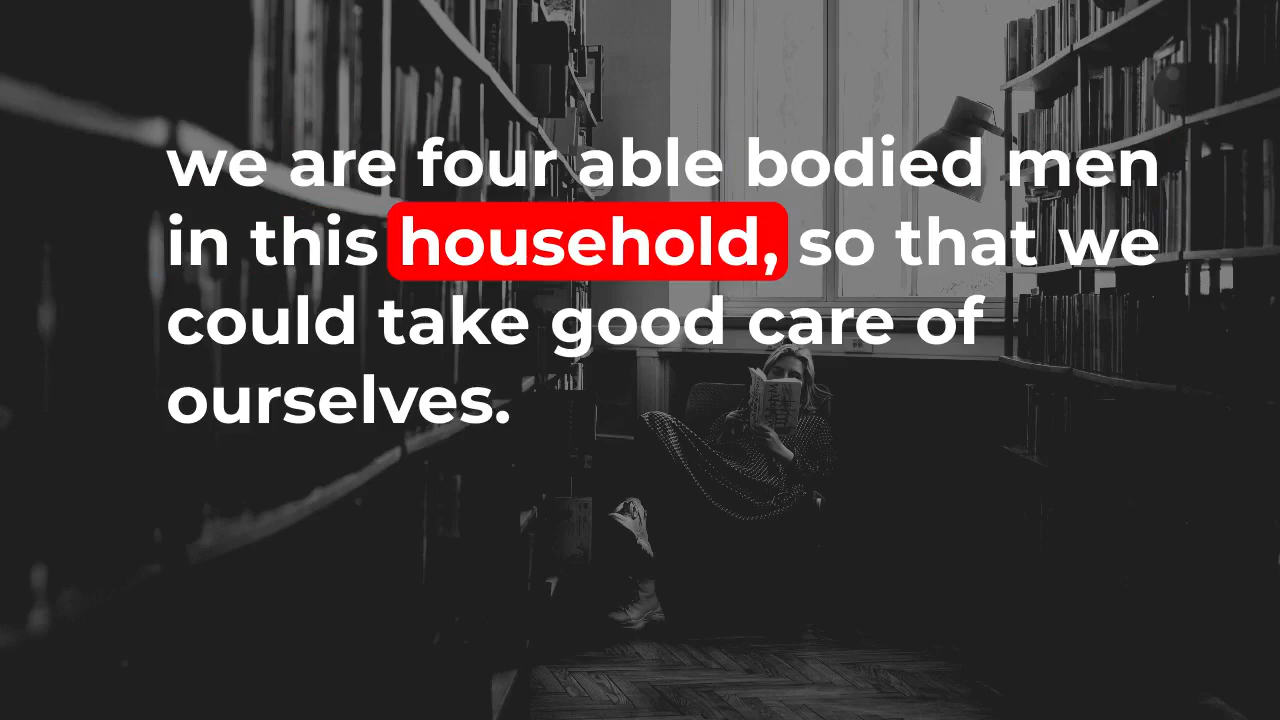 we are four able bodied men
in this household, so that we
could take good care of
ourselves.